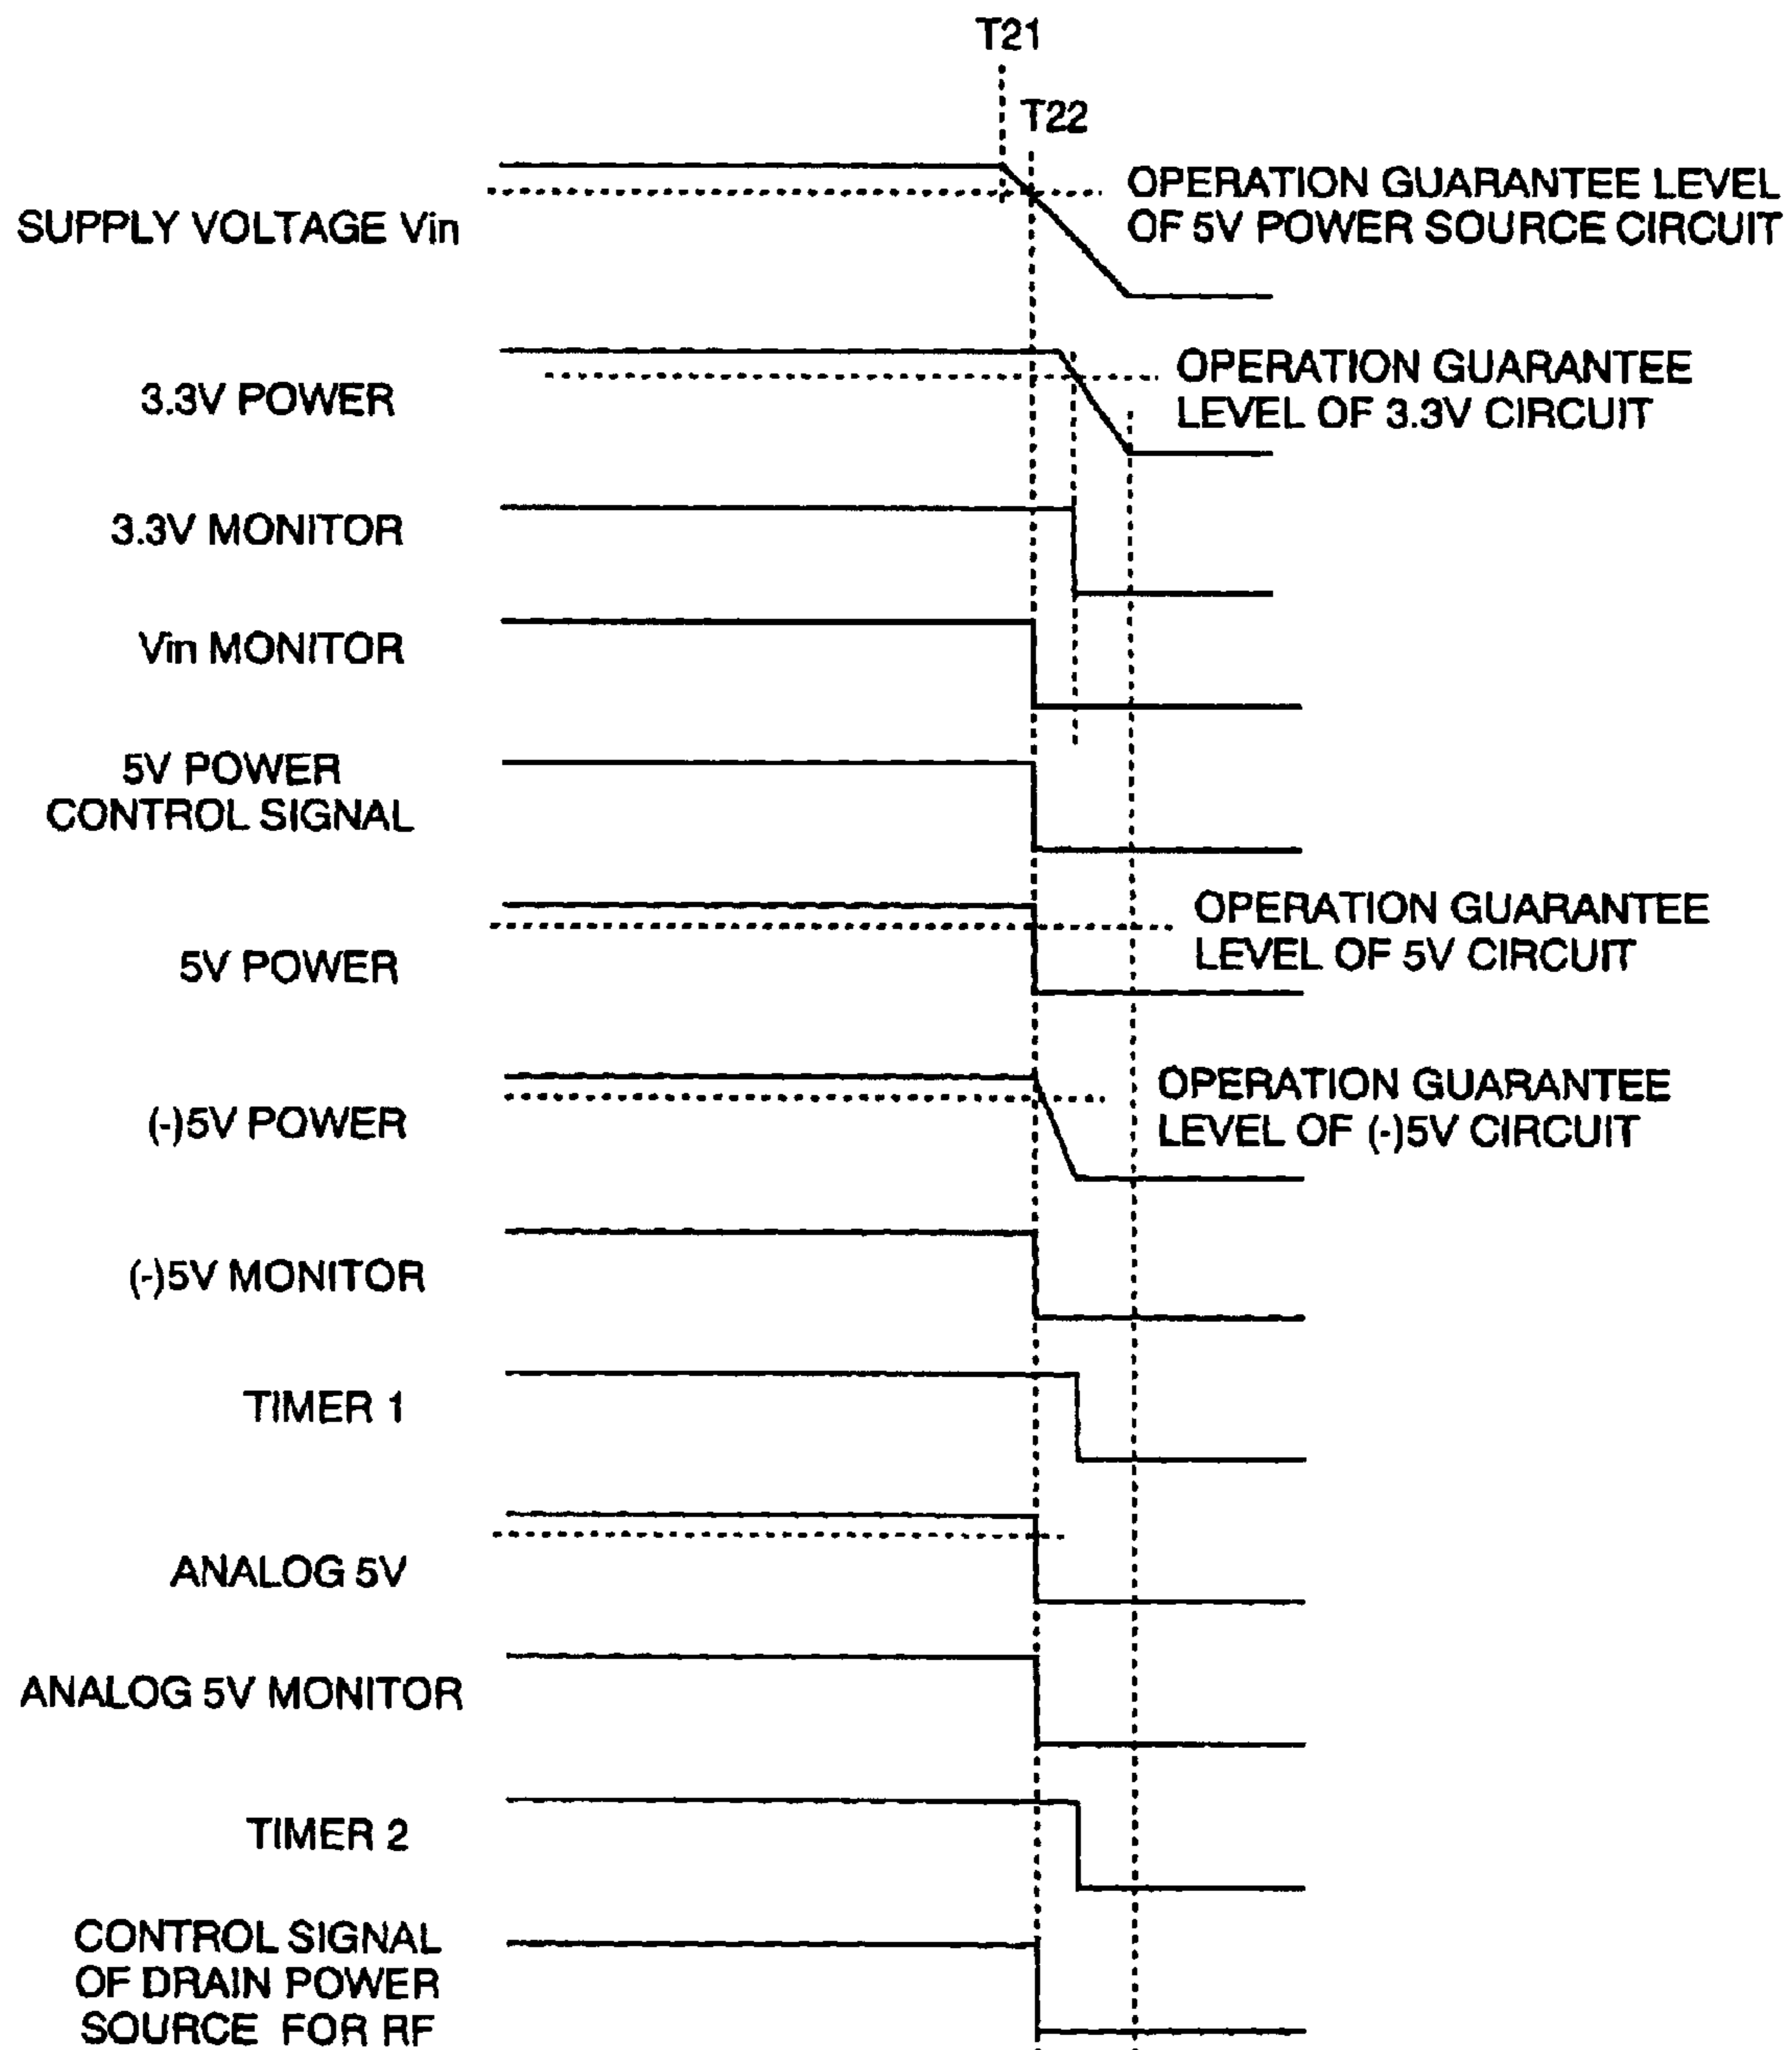 T21
T22
SUPPLY VOLTAGE Vin
OPERATION GUARANTEE LEVEL
OF 5V POWER SOURCE CIRCUIT
3.3V POWER
OPERATION GUARANTEE
LEVEL OF 3.3V CIRCUIT
3.3V MONITOR
Vin MONITOR
5V POWER
CONTROL SIGNAL
5V POWER
OPERATION GUARANTEE
LEVEL OF 5V CIRCUIT
(-)5V POWER
OPERATION GUARANTEE
LEVEL OF (-)5V CIRCUIT
(-)5V MONITOR
TIMER 1
ANALOG 5V
ANALOG 5V MONITOR
TIMER 2
CONTROL SIGNAL
OF DRAIN POWER
SOURCE FOR RF